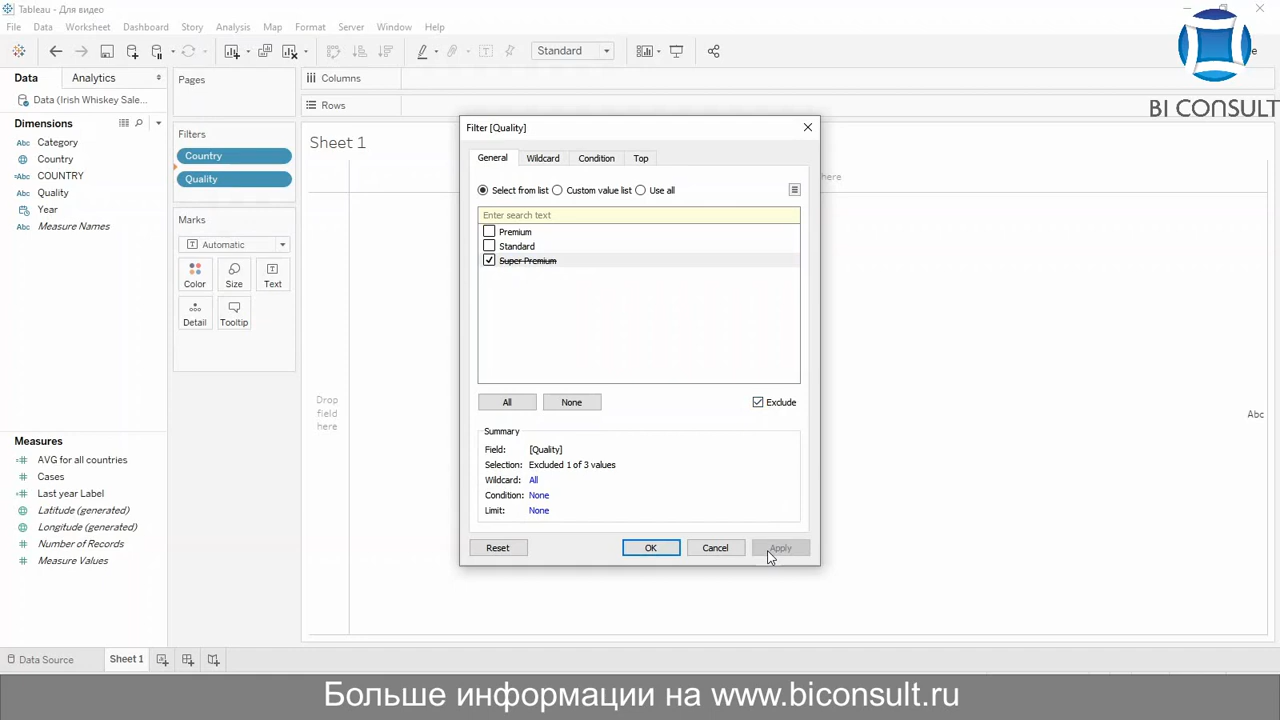 Tableau - Для видео
File Data Worksheet Dashboard Story Analysis Map Format Server Window Help
Standard
BI CONSULT
Data Analytics
Data (Irish Whiskey Sale...
Dimensions
Abc Category
Country
Abc COUNTRY
Abc Quality
Year
Abc Measure Names
Measures
AVG for all countries
Cases
Last year Label
Latitude (generated)
Longitude (generated)
Number of Records
Measure Values
Pages
Filters
Country
Quality
Marks
Automatic
Color Size Text
Detail Tooltip
Columns
Rows
Sheet 1
here
Drop
field
here
Abc
Filter [Quality]
General Wildcard Condition Top
Select from list Custom value list Use all
Enter search text
Premium
Standard
Super Premium
All None Exclude
Summary
Field: [Quality]
Selection: Excluded 1 of 3 values
Wildcard: All
Condition: None
Limit: None
Reset OK Cancel Apply
Data Source Sheet 1
Больше информации на www.biconsult.ru